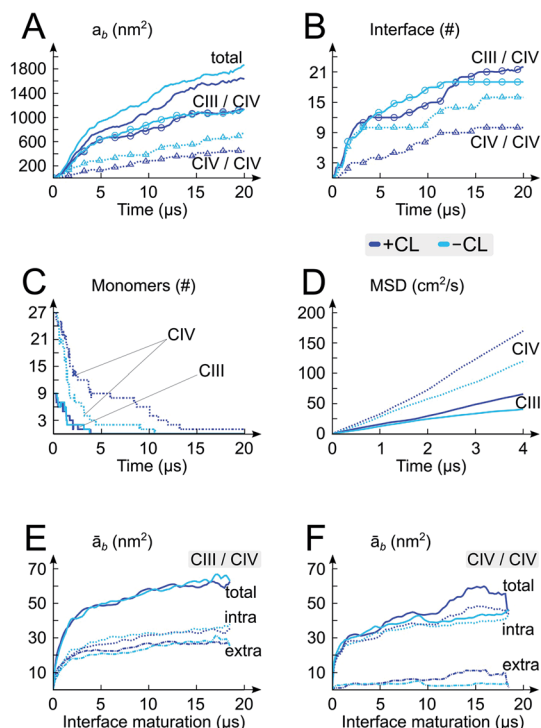 A
a_b (nm²)
total
1800
1400
1000
600
200
CIII / CIV
CIV / CIV
0 5 10 15 20
Time (µs)
B
Interface (#)
CIII / CIV
21
15
9
3
CIV / CIV
0 5 10 15 20
Time (µs)
+CL −CL
C
Monomers (#)
27
21
15
9
3
CIV
CIII
0 5 10 15 20
Time (µs)
D
MSD (cm²/s)
200
150
100
50
0
CIV
CIII
0 1 2 3 4
Time (µs)
E
ā_b (nm²)
CIII / CIV
70
50
30
10
total
intra
extra
0 5 10 15 20
Interface maturation (µs)
F
ā_b (nm²)
CIV / CIV
70
50
30
10
total
intra
extra
0 5 10 15 20
Interface maturation (µs)